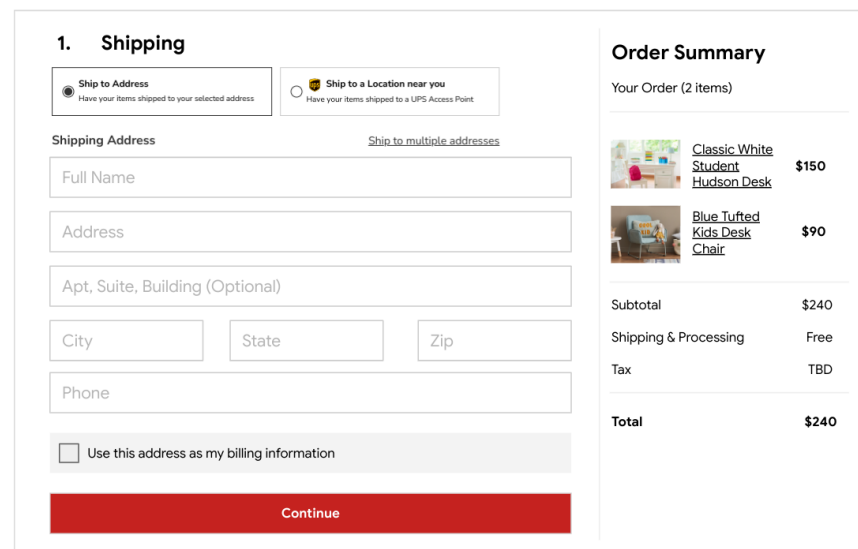 1. Shipping
Ship to Address
Have your items shipped to your selected address
ups
Ship to a Location near you
Have your items shipped to a UPS Access Point
Shipping Address
Ship to multiple addresses
Full Name
Address
Apt, Suite, Building (Optional)
City
State
Zip
Phone
Use this address as my billing information
Continue
Order Summary
Your Order (2 items)
Classic White
Student
Hudson Desk
$150
Blue Tufted
Kids Desk
Chair
$90
Subtotal $240
Shipping & Processing Free
Tax TBD
Total $240